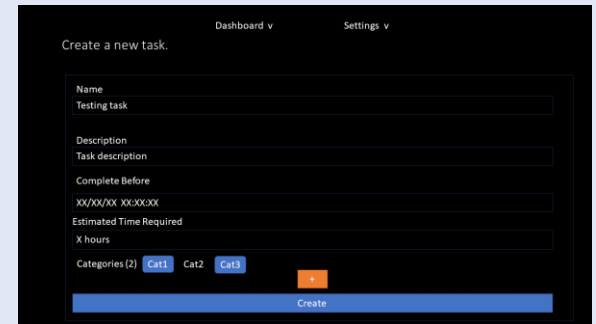 Dashboard v Settings v
Create a new task.
Name
Testing task
Description
Task description
Complete Before
XX/XX/XX XX:XX:XX
Estimated Time Required
X hours
Categories (2) Cat1 Cat2 Cat3
+
Create